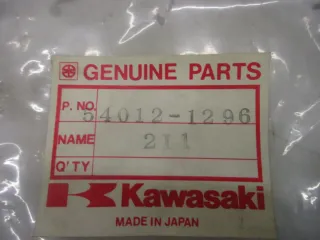 GENUINE PARTS
P. NO. 54012-1296
NAME 211
Q'TY
Kawasaki
MADE IN JAPAN